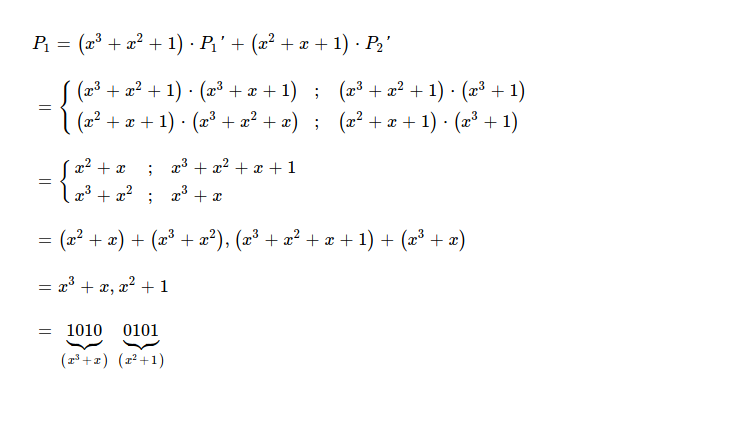 P₁ = (x³ + x² + 1) · P₁′ + (x² + x + 1) · P₂′
= { (x³ + x² + 1) · (x³ + x + 1) ; (x³ + x² + 1) · (x³ + 1)
(x² + x + 1) · (x³ + x² + x) ; (x² + x + 1) · (x³ + 1)
= { x² + x ; x³ + x² + x + 1
x³ + x² ; x³ + x
= (x² + x) + (x³ + x²), (x³ + x² + x + 1) + (x³ + x)
= x³ + x, x² + 1
= 1010 0101
(x³+x) (x²+1)